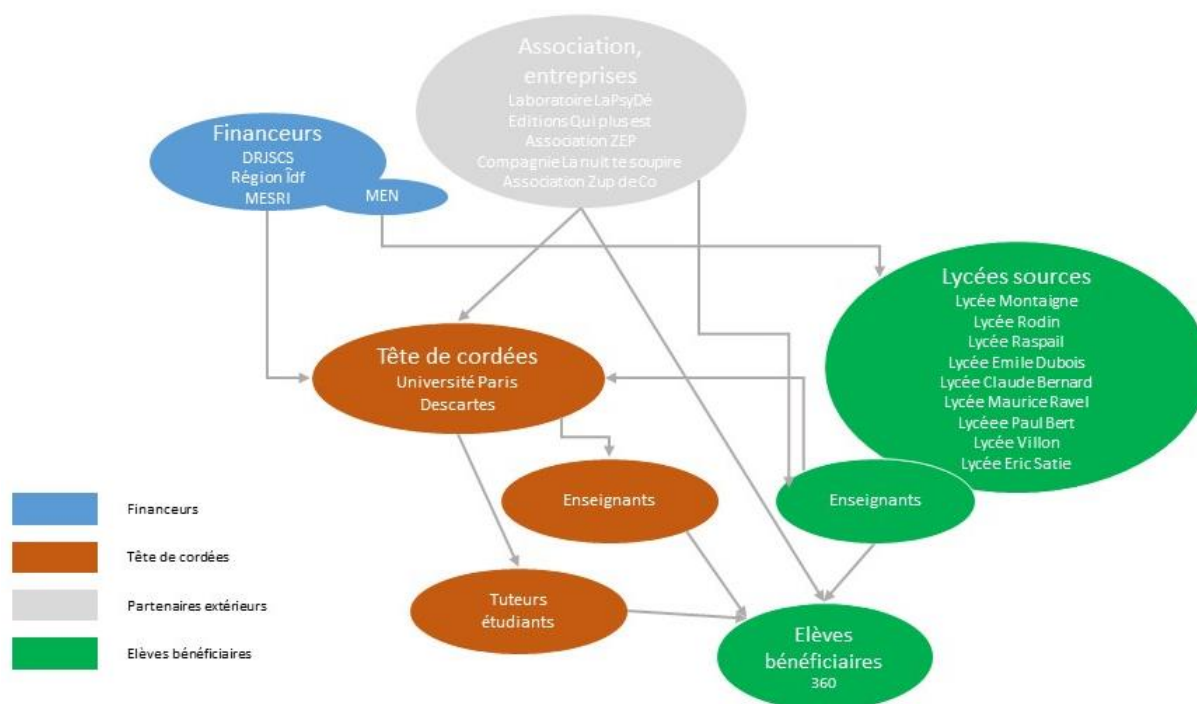 Association,
entreprises
Laboratoire LaPsyDé
Editions Qui plus est
Association ZEP
Compagnie La nuit te soupire
Association Zup de Co
Financeurs
DRJSCS
Région Îdf
MESRI
MEN
Lycées sources
Lycée Montaigne
Lycée Rodin
Lycée Raspail
Lycée Emile Dubois
Lycée Claude Bernard
Lycée Maurice Ravel
Lycéee Paul Bert
Lycée Villon
Lycée Eric Satie
Tête de cordées
Université Paris
Descartes
Enseignants
Enseignants
Tuteurs
étudiants
Elèves
bénéficiaires
360
Financeurs
Tête de cordées
Partenaires extérieurs
Elèves bénéficiaires